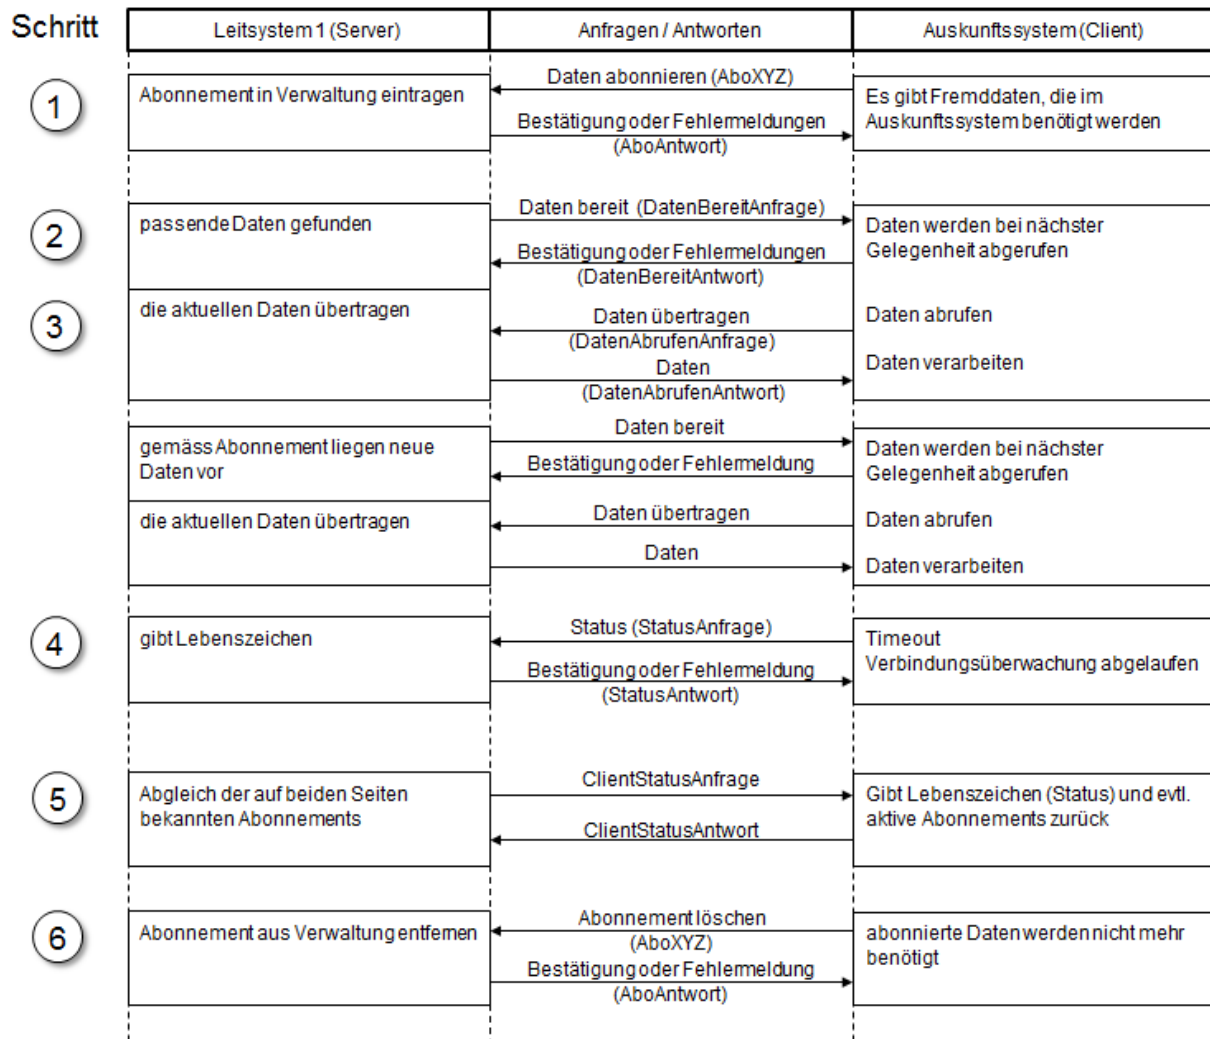 Schritt
Leitsystem 1 (Server)
Anfragen / Antworten
Auskunftssystem (Client)
1
Abonnement in Verwaltung eintragen
Daten abonnieren (AboXYZ)
Bestätigung oder Fehlermeldungen
(AboAntwort)
Es gibt Fremddaten, die im
Auskunftssystem benötigt werden
2
passende Daten gefunden
Daten bereit (DatenBereitAnfrage)
Bestätigung oder Fehlermeldungen
(DatenBereitAntwort)
Daten werden bei nächster
Gelegenheit abgerufen
3
die aktuellen Daten übertragen
Daten übertragen
(DatenAbrufenAnfrage)
Daten
(DatenAbrufenAntwort)
Daten abrufen
Daten verarbeiten
gemäss Abonnement liegen neue
Daten vor
Daten bereit
Bestätigung oder Fehlermeldung
Daten werden bei nächster
Gelegenheit abgerufen
die aktuellen Daten übertragen
Daten übertragen
Daten
Daten abrufen
Daten verarbeiten
4
gibt Lebenszeichen
Status (StatusAnfrage)
Bestätigung oder Fehlermeldung
(StatusAntwort)
Timeout
Verbindungsüberwachung abgelaufen
5
Abgleich der auf beiden Seiten
bekannten Abonnements
ClientStatusAnfrage
ClientStatusAntwort
Gibt Lebenszeichen (Status) und evtl.
aktive Abonnements zurück
6
Abonnement aus Verwaltung entfernen
Abonnement löschen
(AboXYZ)
Bestätigung oder Fehlermeldung
(AboAntwort)
abonnierte Daten werden nicht mehr
benötigt